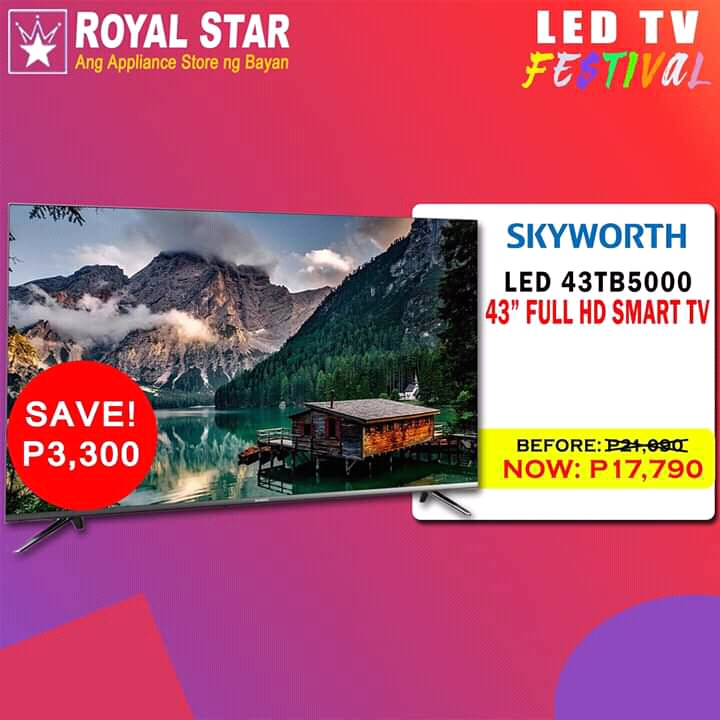 ROYAL STAR
Ang Appliance Store ng Bayan
LED TV
FESTIVAL
SKYWORTH
LED 43TB5000
43” FULL HD SMART TV
SAVE!
P3,300
BEFORE: P21,090
NOW: P17,790